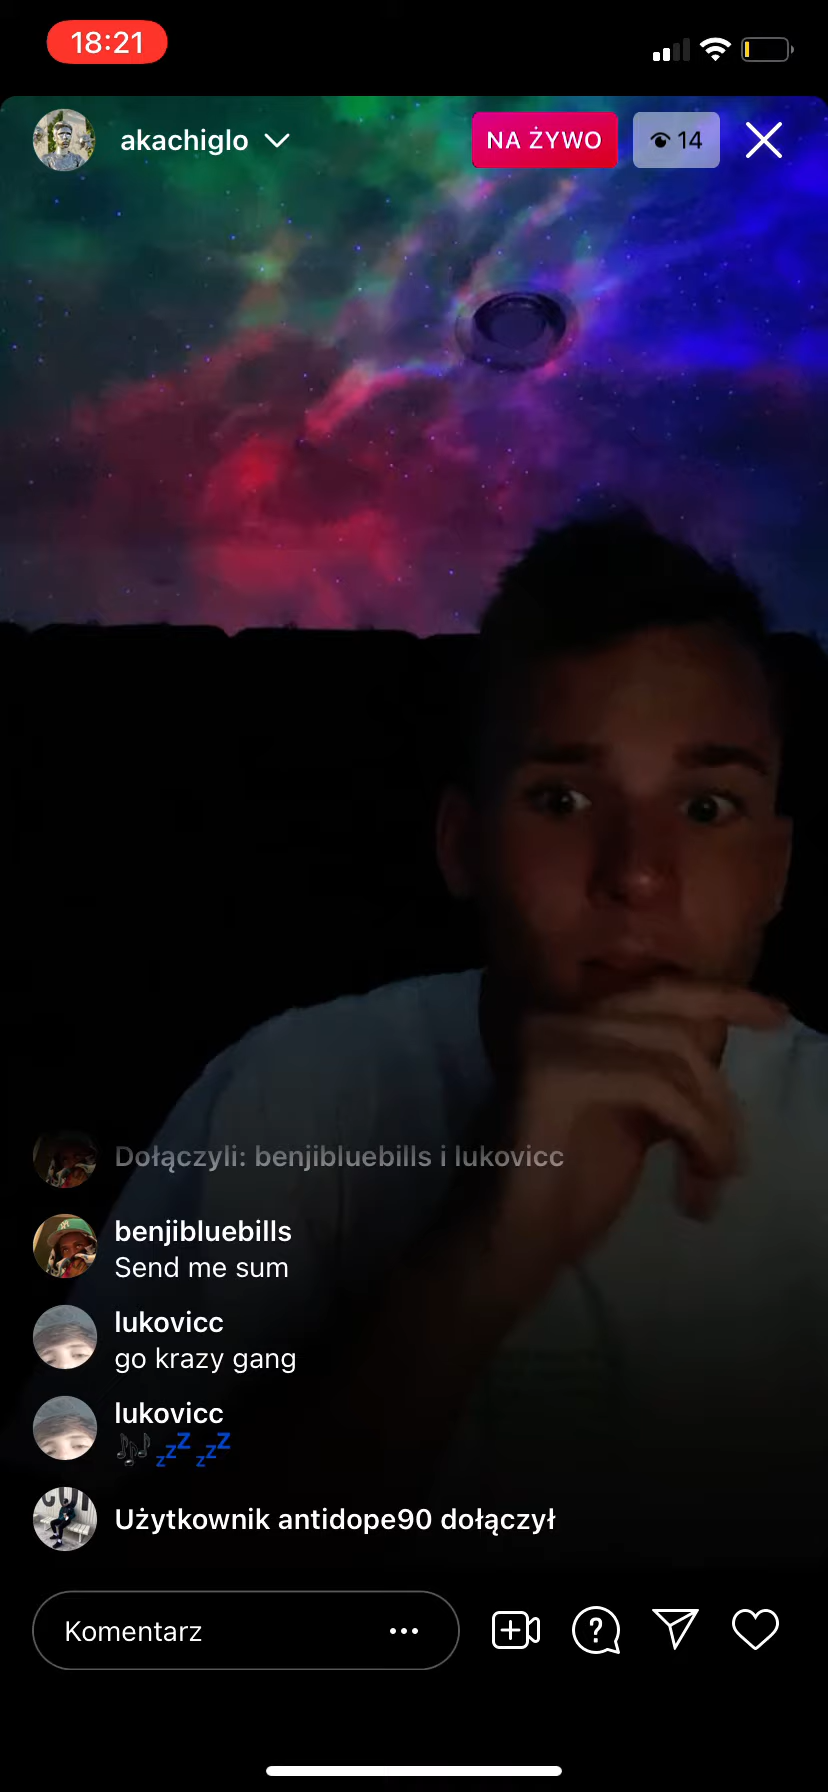 18:21
akachiglo
NA ŻYWO
14
Dołączyli: benjibluebills i lukovicc
benjibluebills
Send me sum
lukovicc
go krazy gang
lukovicc
🎶💤💤
Użytkownik antidope90 dołączył
Komentarz